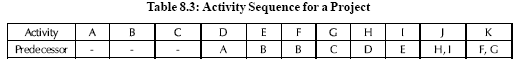 Table 8.3: Activity Sequence for a Project
Activity A B C D E F G H I J K
Predecessor - - - A B B C D E H, I F, G